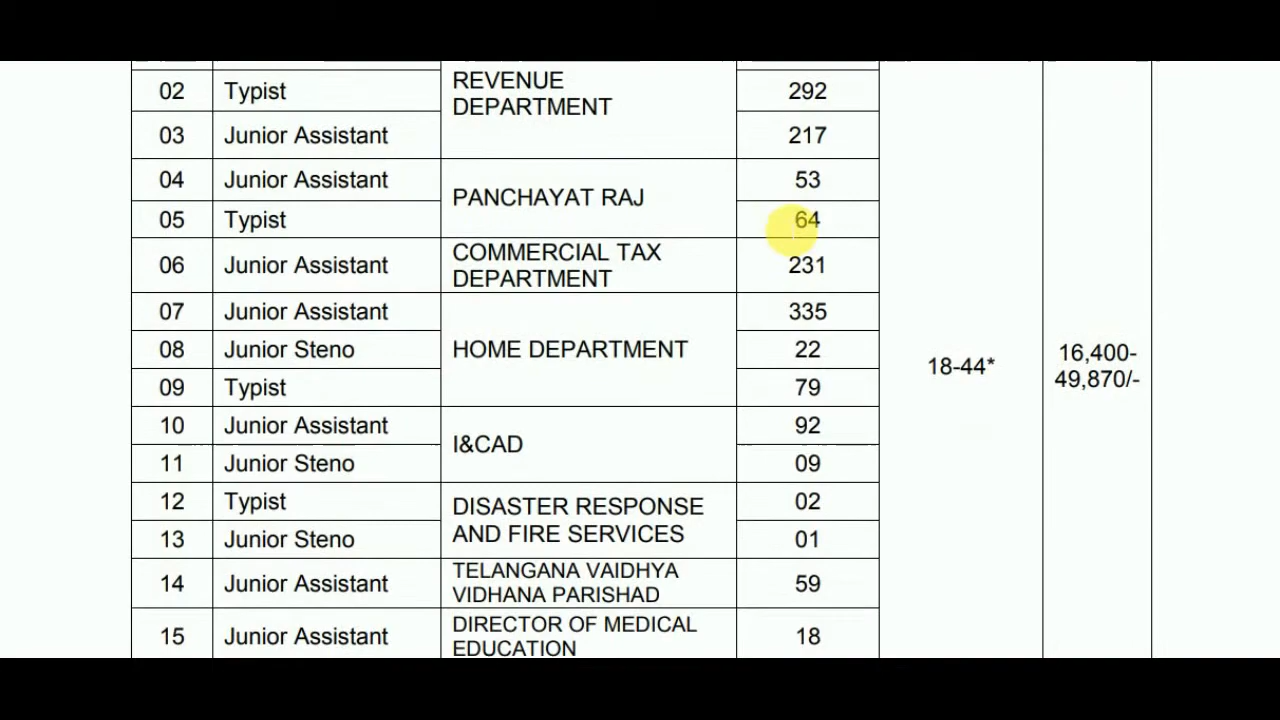 REVENUE
02 Typist DEPARTMENT 292
03 Junior Assistant 217
04 Junior Assistant PANCHAYAT RAJ 53
05 Typist 64
06 Junior Assistant COMMERCIAL TAX DEPARTMENT 231
07 Junior Assistant 335
08 Junior Steno HOME DEPARTMENT 22
09 Typist 79
18-44* 16,400-
49,870/-
10 Junior Assistant I&CAD 92
11 Junior Steno 09
12 Typist DISASTER RESPONSE 02
13 Junior Steno AND FIRE SERVICES 01
14 Junior Assistant TELANGANA VAIDHYA VIDHANA PARISHAD 59
15 Junior Assistant DIRECTOR OF MEDICAL EDUCATION 18